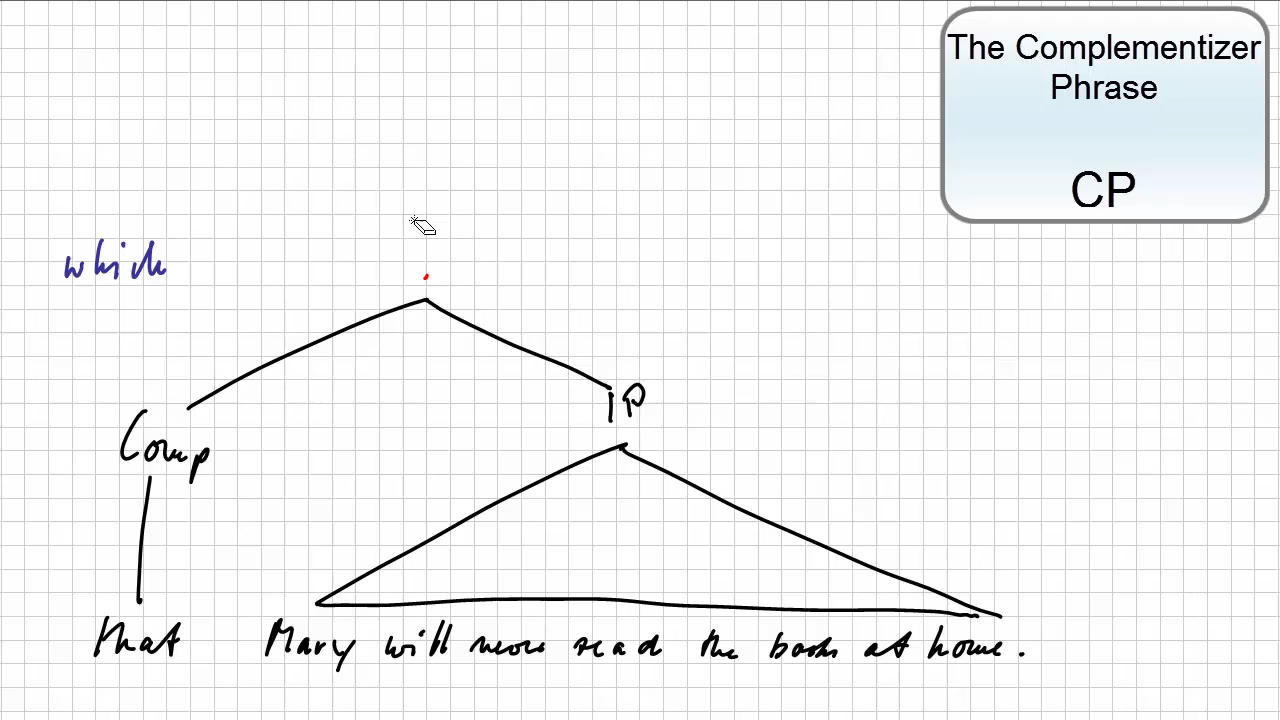 The Complementizer
Phrase
CP
which
IP
Comp
that Mary will never read the book at home.